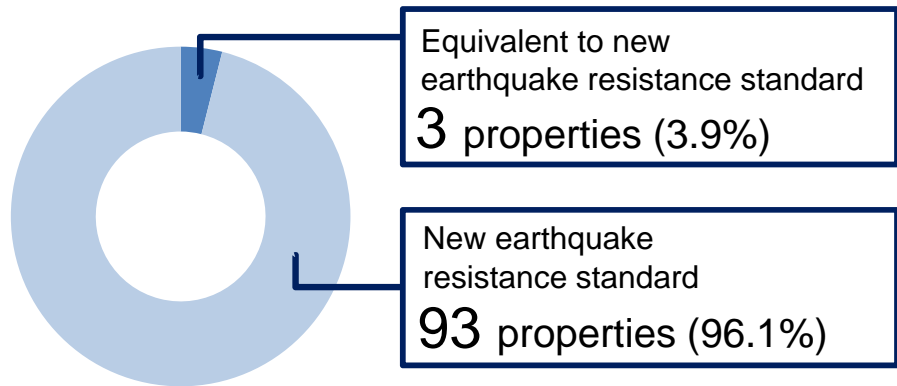 Equivalent to new
earthquake resistance standard
3 properties (3.9%)
New earthquake
resistance standard
93 properties (96.1%)